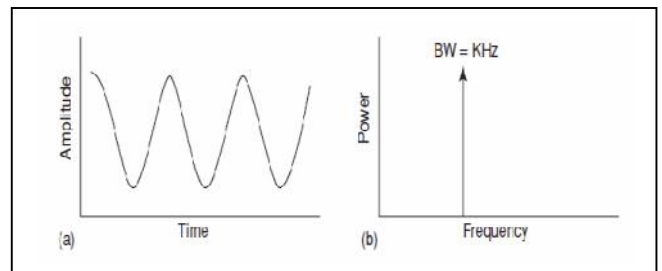 Amplitude
Time
(a)
BW = KHz
Power
Frequency
(b)